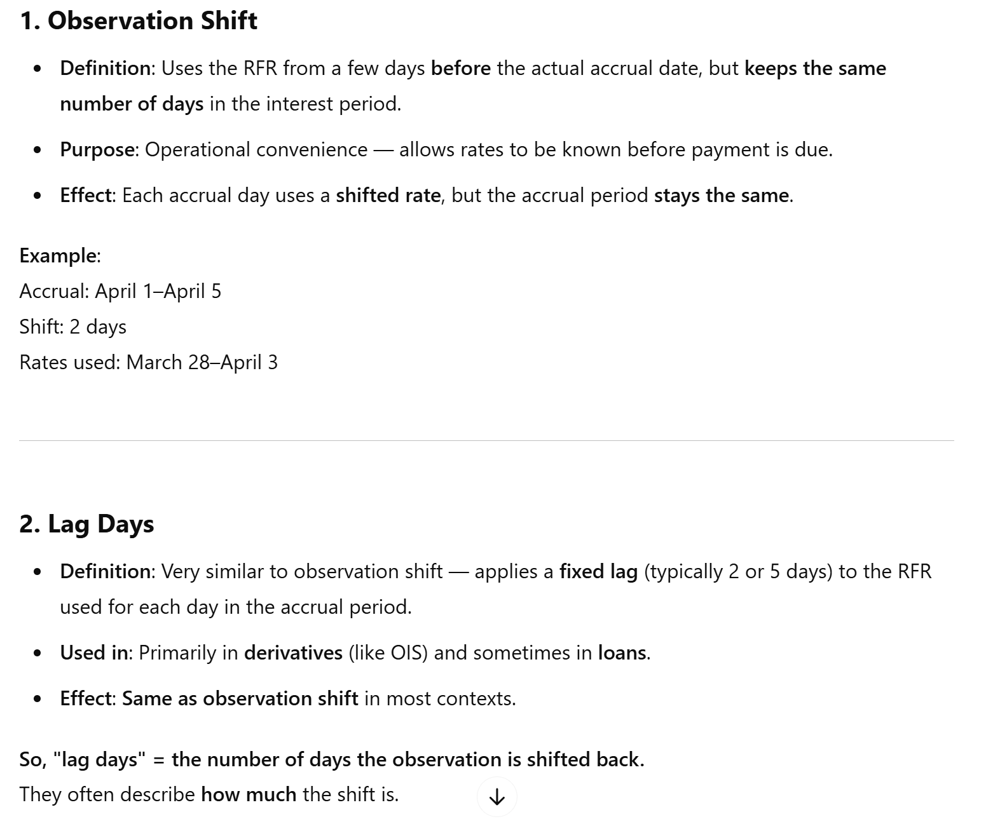 1. Observation Shift
• Definition: Uses the RFR from a few days before the actual accrual date, but keeps the same
number of days in the interest period.
• Purpose: Operational convenience — allows rates to be known before payment is due.
• Effect: Each accrual day uses a shifted rate, but the accrual period stays the same.
Example:
Accrual: April 1–April 5
Shift: 2 days
Rates used: March 28–April 3
2. Lag Days
• Definition: Very similar to observation shift — applies a fixed lag (typically 2 or 5 days) to the RFR
used for each day in the accrual period.
• Used in: Primarily in derivatives (like OIS) and sometimes in loans.
• Effect: Same as observation shift in most contexts.
So, "lag days" = the number of days the observation is shifted back.
They often describe how much the shift is.